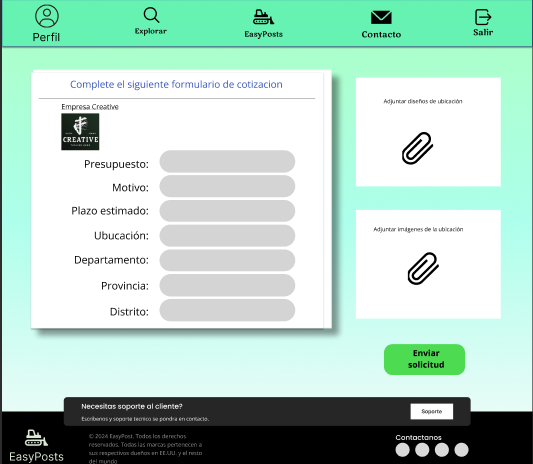 Perfil
Explorar
EasyPosts
Contacto
Salir
Complete el siguiente formulario de cotizacion
Empresa Creative
CREATIVE
Presupuesto:
Motivo:
Plazo estimado:
Ubucación:
Departamento:
Provincia:
Distrito:
Adjuntar diseños de ubicación
Adjuntar imágenes de la ubicación
Enviar
solicitud
Necesitas soporte al cliente?
Escríbenos y soporte tecnico se pondra en contacto.
Soporte
EasyPosts
© 2024 EasyPost. Todos los derechos
reservados. Todas las marcas pertenecen a
sus respectivos dueños en EE.UU. y el resto
del mundo
Contactanos